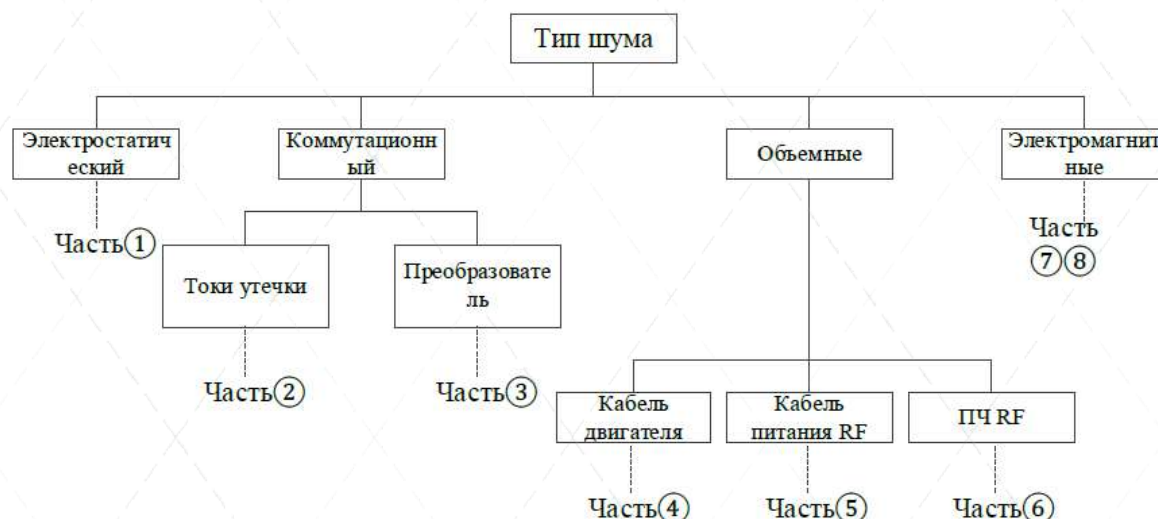 Тип шума
Электростатич
еский
Коммутационн
ый
Объемные
Электромагнит
ные
Часть①
Токи утечки
Преобразовате
ль
Часть
⑦⑧
Часть②
Часть③
Кабель
двигателя
Кабель
питания RF
ПЧ RF
Часть④
Часть⑤
Часть⑥